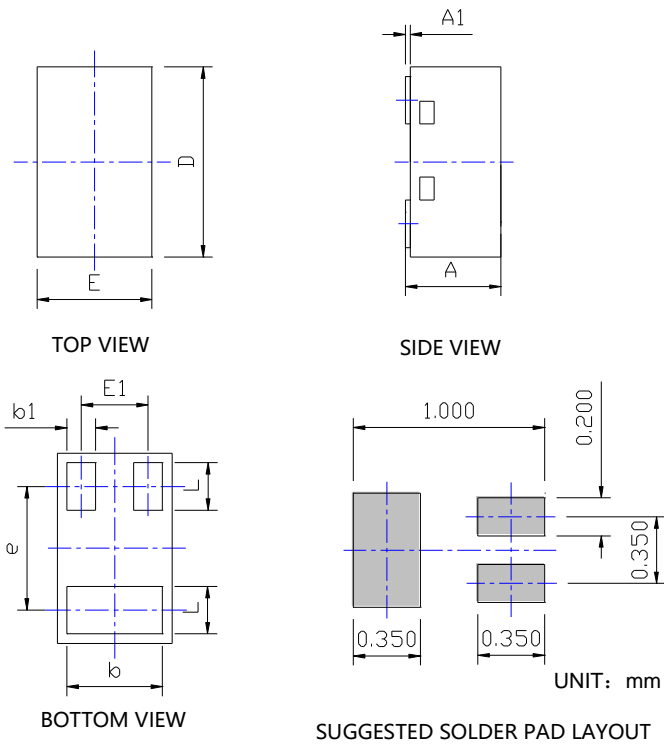 A1
D
E
A
TOP VIEW
SIDE VIEW
E1
b1
L
e
L
b
BOTTOM VIEW
1.000
0.200
0.350
0.350
0.350
UNIT: mm
SUGGESTED SOLDER PAD LAYOUT